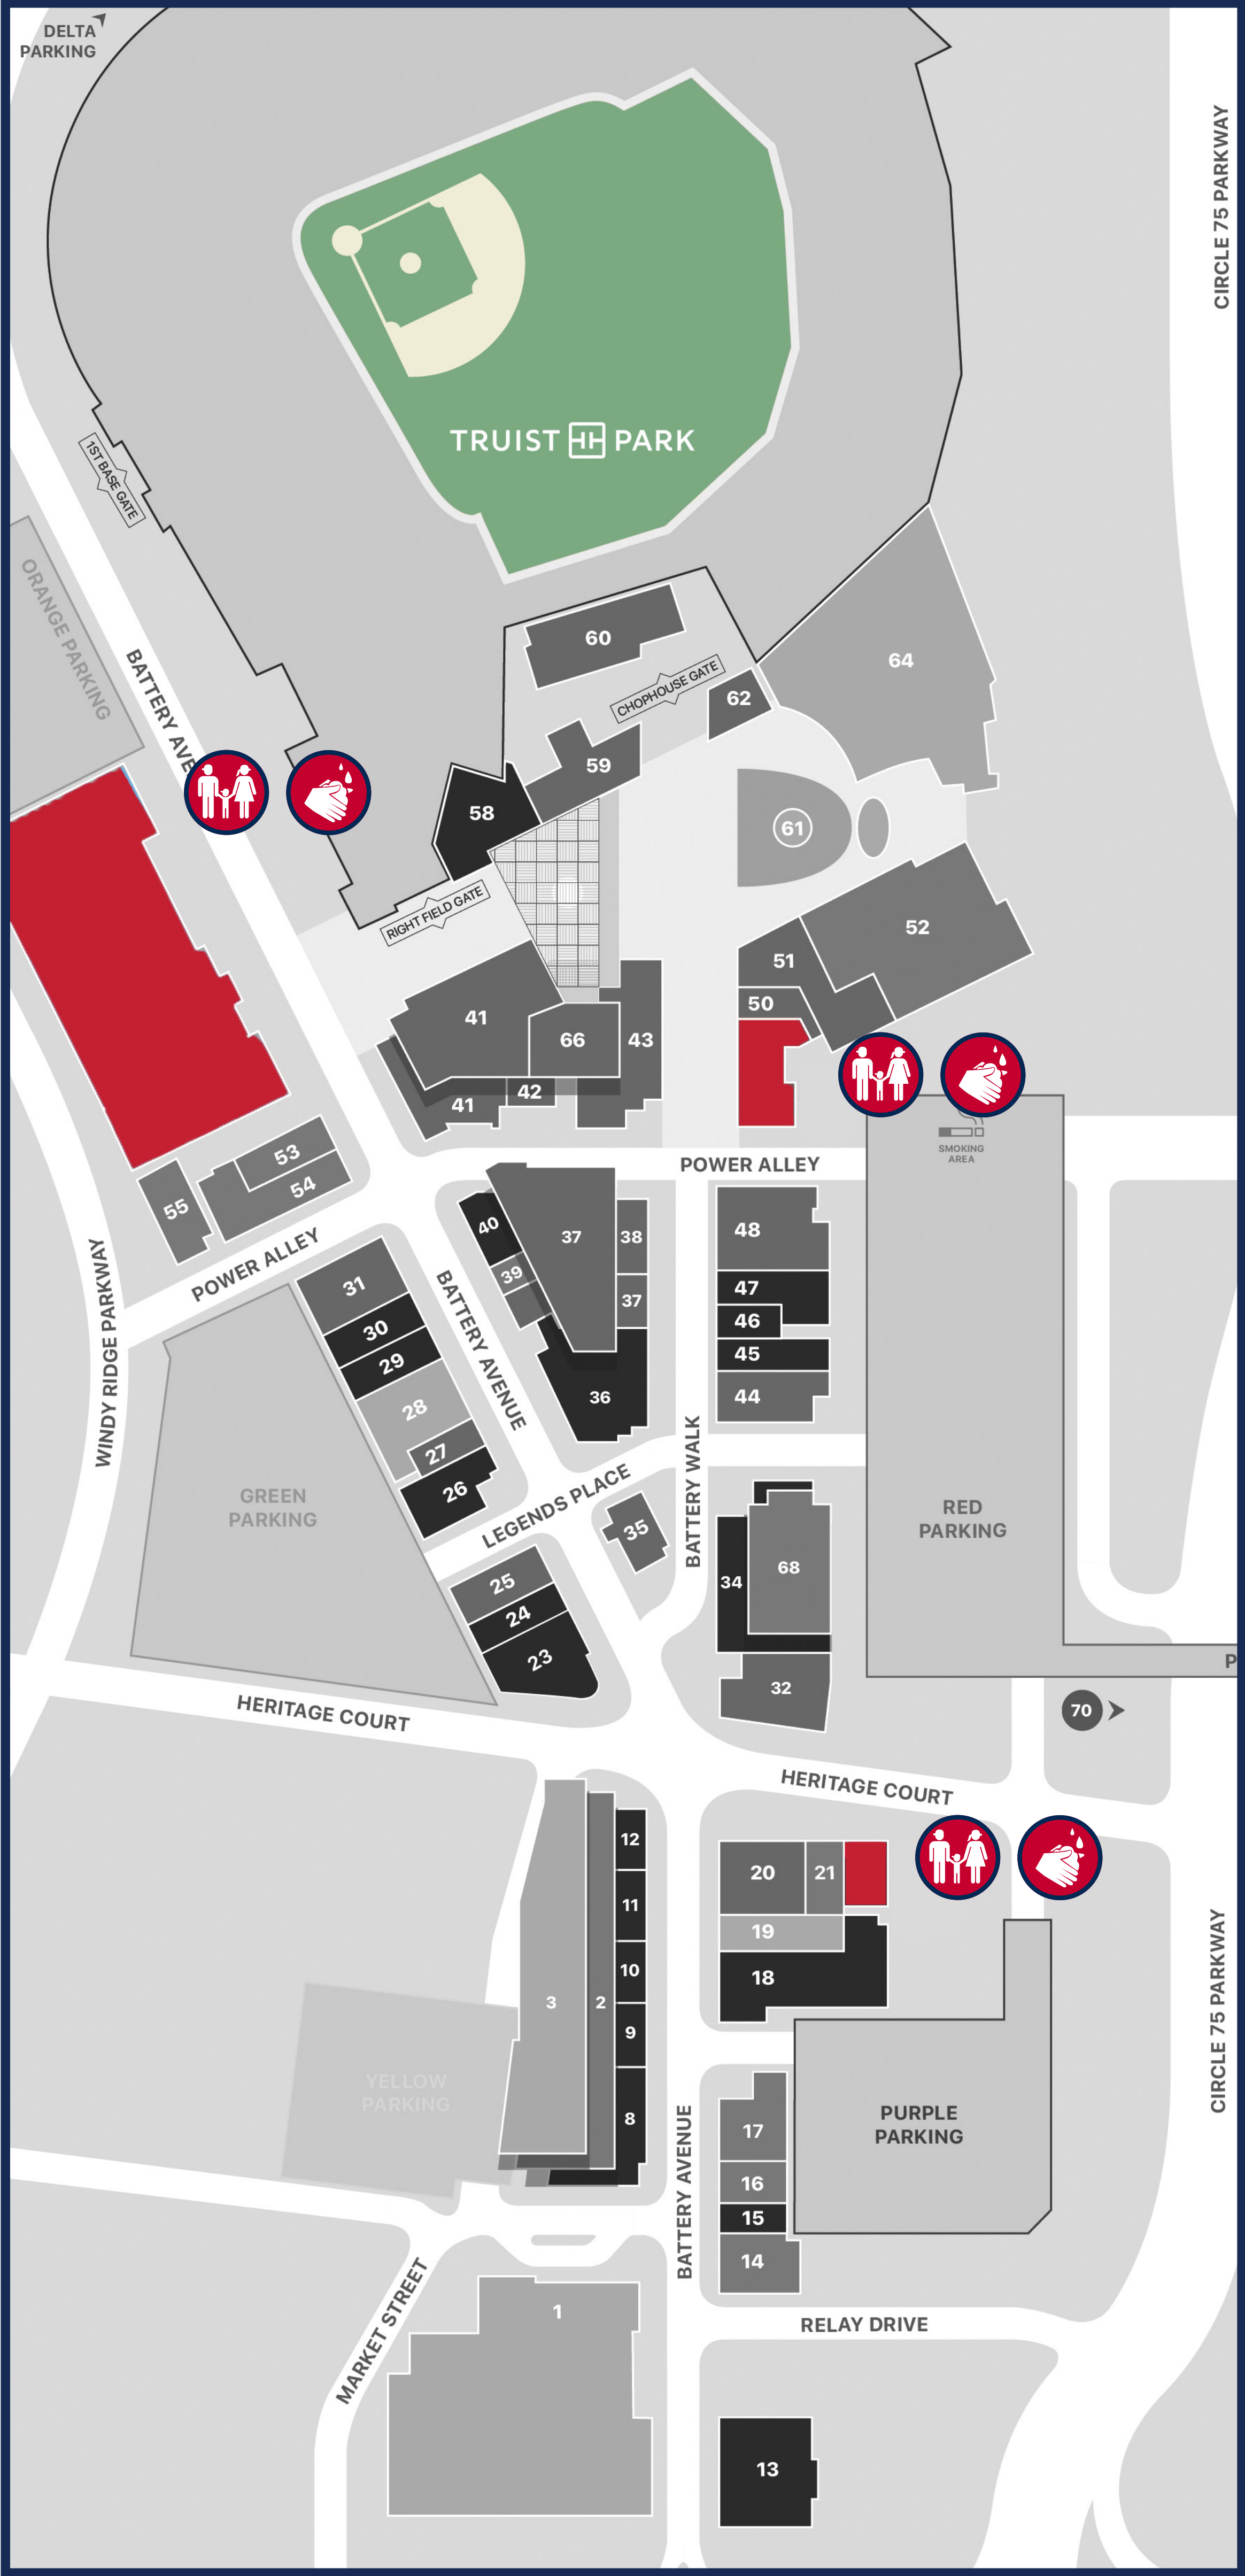 DELTA
PARKING
CIRCLE 75 PARKWAY
TRUIST PARK
1ST BASE GATE
ORANGE PARKING
BATTERY AVE
60
CHOPHOUSE GATE
62
64
59
58
61
RIGHT FIELD GATE
52
51
50
41
66
43
42
41
SMOKING
AREA
53
54
55
POWER ALLEY
POWER ALLEY
WINDY RIDGE PARKWAY
40
37
38
39
37
36
48
47
46
45
44
31
30
29
28
27
26
BATTERY AVENUE
LEGENDS PLACE
BATTERY WALK
GREEN
PARKING
RED
PARKING
35
34
68
32
25
24
23
P
70
HERITAGE COURT
HERITAGE COURT
12
11
10
9
8
3
2
20
21
19
18
YELLOW
PARKING
PURPLE
PARKING
CIRCLE 75 PARKWAY
17
16
15
14
BATTERY AVENUE
MARKET STREET
1
RELAY DRIVE
13